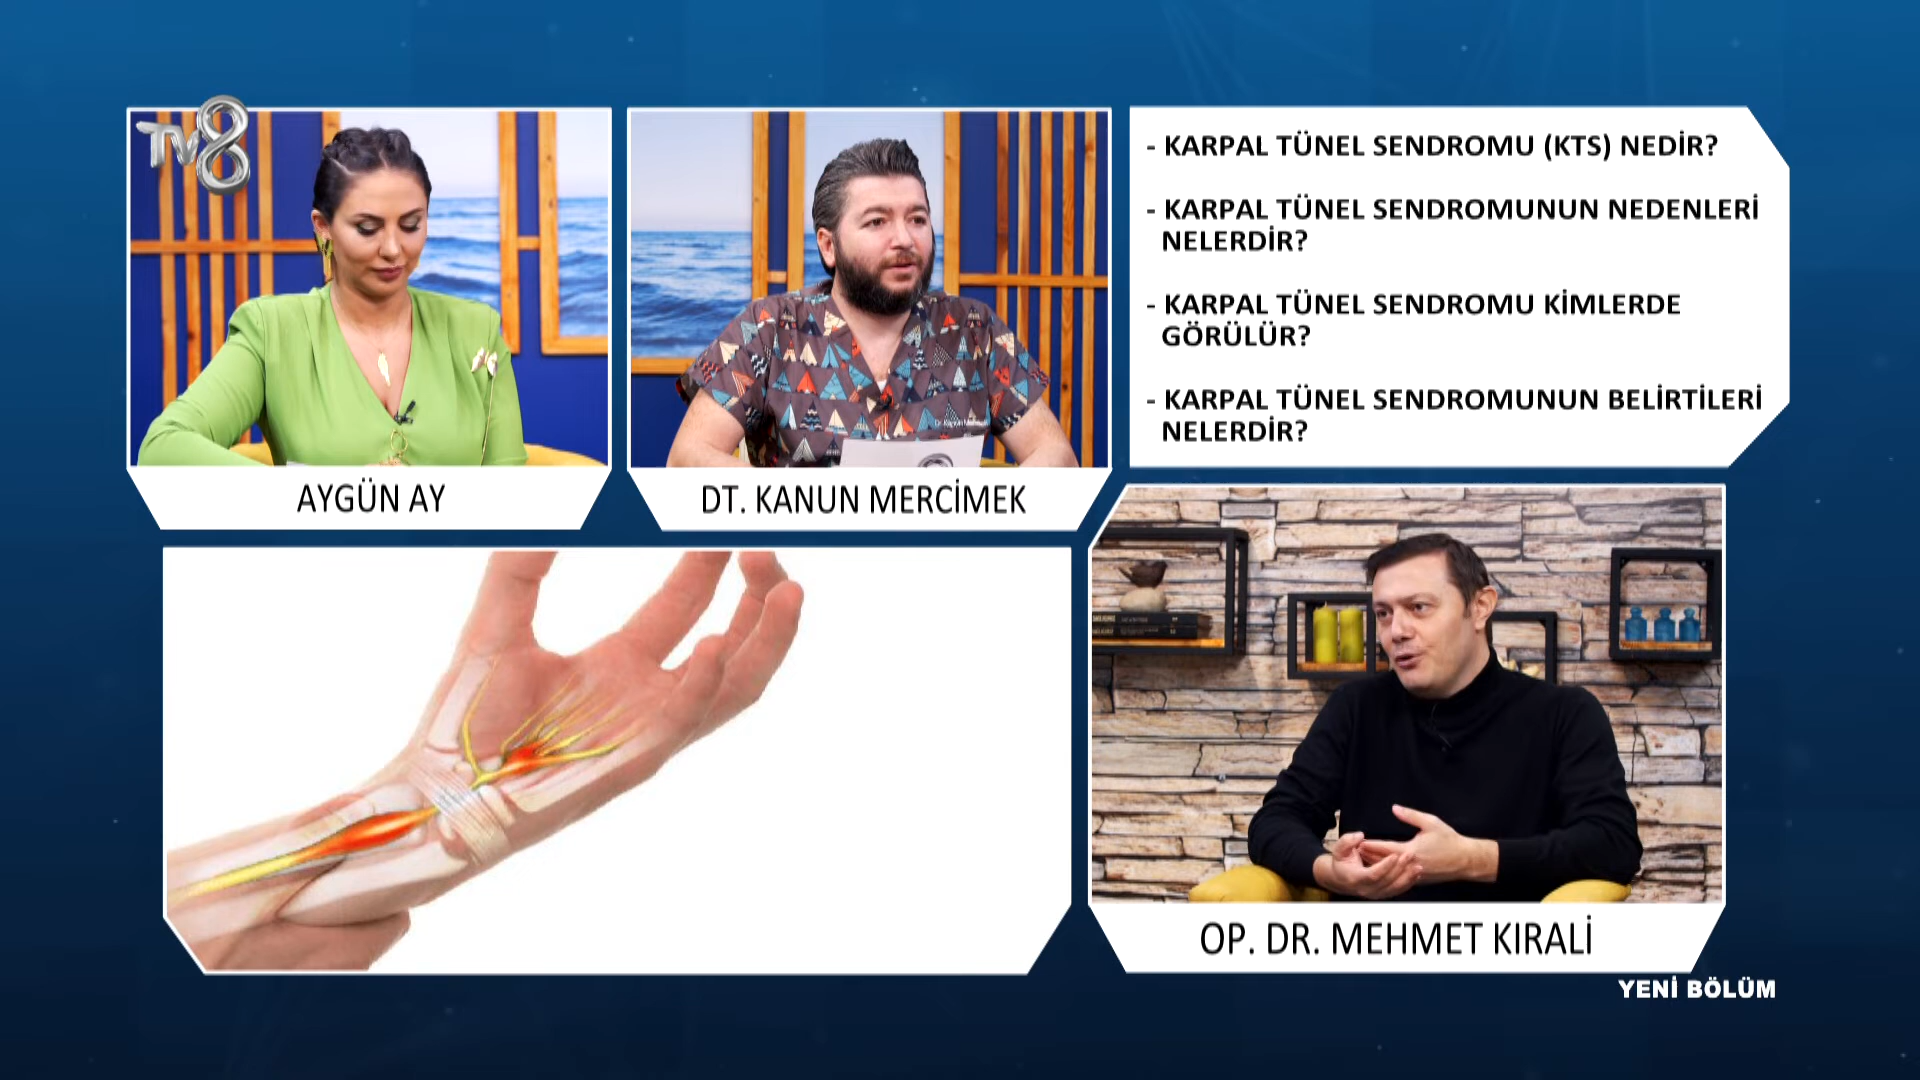 TV8
- KARPAL TÜNEL SENDROMU (KTS) NEDİR?
- KARPAL TÜNEL SENDROMUNUN NEDENLERİ
NELERDİR?
- KARPAL TÜNEL SENDROMU KİMLERDE
GÖRÜLÜR?
- KARPAL TÜNEL SENDROMUNUN BELİRTİLERİ
NELERDİR?
AYGÜN AY
DT. KANUN MERCİMEK
OP. DR. MEHMET KIRALİ
YENİ BÖLÜM